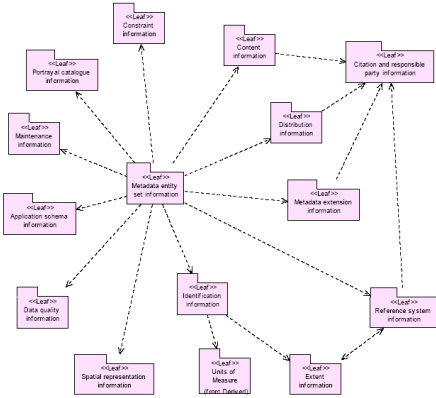 <<Leaf>>
Constraint
information
<<Leaf>>
Content
information
<<Leaf>>
Citation and responsible
party information
<<Leaf>>
Portrayal catalogue
information
<<Leaf>>
Distribution
information
<<Leaf>>
Maintenance
information
<<Leaf>>
Metadata entity
set information
<<Leaf>>
Metadata extension
information
<<Leaf>>
Application schema
information
<<Leaf>>
Identification
information
<<Leaf>>
Data quality
information
<<Leaf>>
Reference system
information
<<Leaf>>
Spatial representation
information
<<Leaf>>
Units of
Measure
(from Derived)
<<Leaf>>
Extent
information